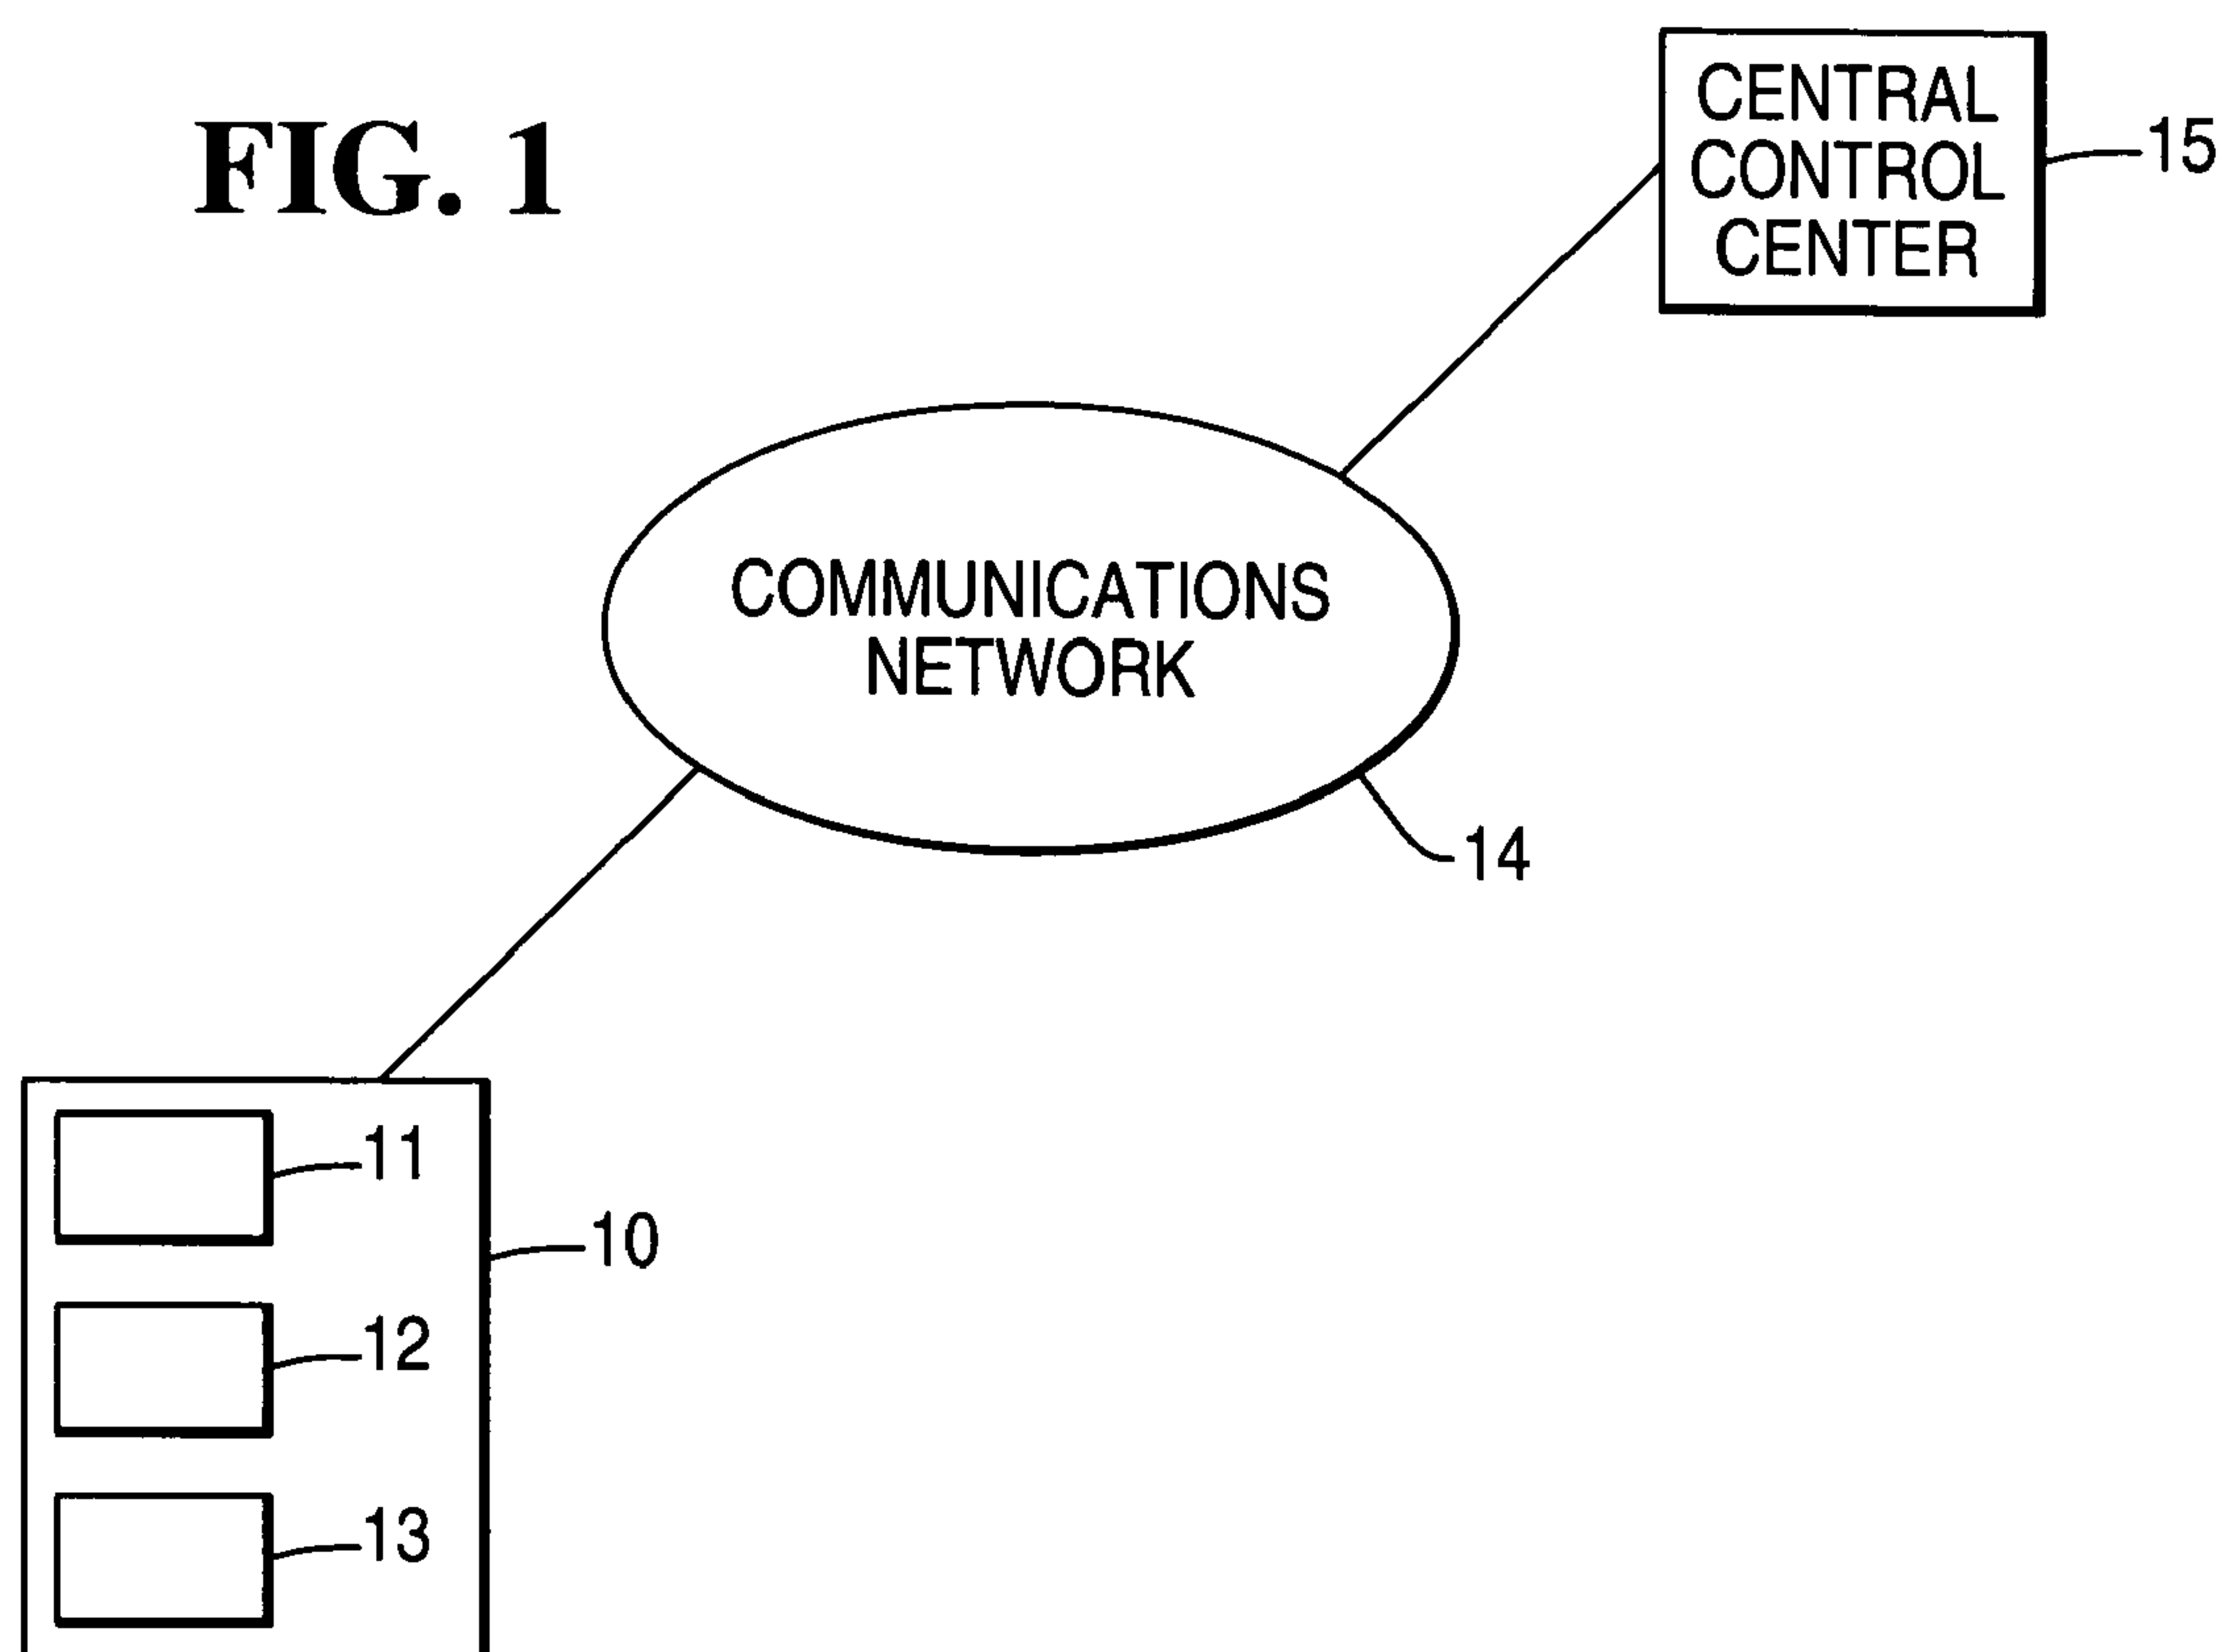 FIG. 1
CENTRAL
CONTROL
CENTER
15
COMMUNICATIONS
NETWORK
14
11
10
12
13